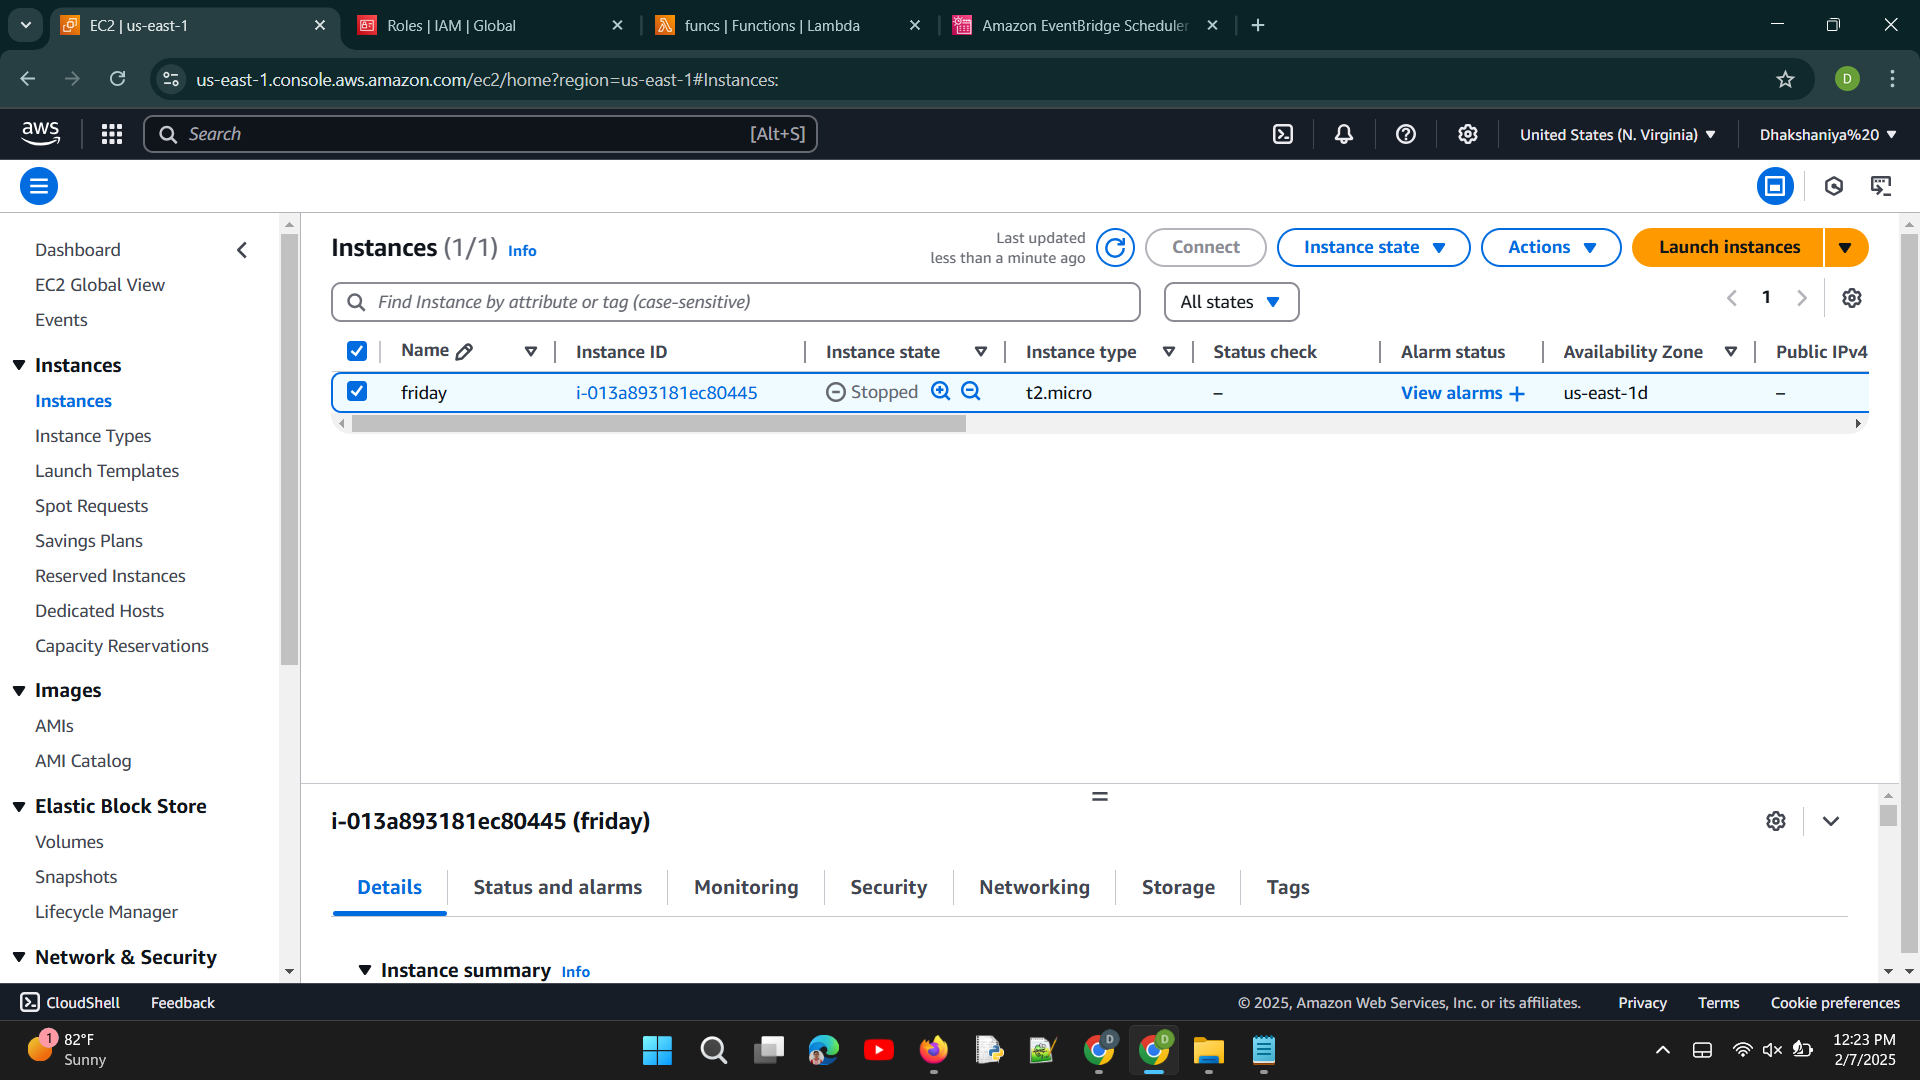 EC2 | us-east-1
Roles | IAM | Global
funcs | Functions | Lambda
Amazon EventBridge Scheduler
us-east-1.console.aws.amazon.com/ec2/home?region=us-east-1#Instances:
D
aws
Search
[Alt+S]
United States (N. Virginia)
Dhakshaniya%20
Dashboard
EC2 Global View
Events
Instances
Instances
Instance Types
Launch Templates
Spot Requests
Savings Plans
Reserved Instances
Dedicated Hosts
Capacity Reservations
Images
AMIs
AMI Catalog
Elastic Block Store
Volumes
Snapshots
Lifecycle Manager
Network & Security
Instances (1/1) Info
Last updated
less than a minute ago
Connect
Instance state
Actions
Launch instances
Find Instance by attribute or tag (case-sensitive)
All states
1
Name
Instance ID
Instance state
Instance type
Status check
Alarm status
Availability Zone
Public IPv4
friday
i-013a893181ec80445
Stopped
t2.micro
–
View alarms +
us-east-1d
–
i-013a893181ec80445 (friday)
Details
Status and alarms
Monitoring
Security
Networking
Storage
Tags
Instance summary Info
CloudShell
Feedback
© 2025, Amazon Web Services, Inc. or its affiliates.
Privacy
Terms
Cookie preferences
1
82°F
Sunny
D
D
12:23 PM
2/7/2025